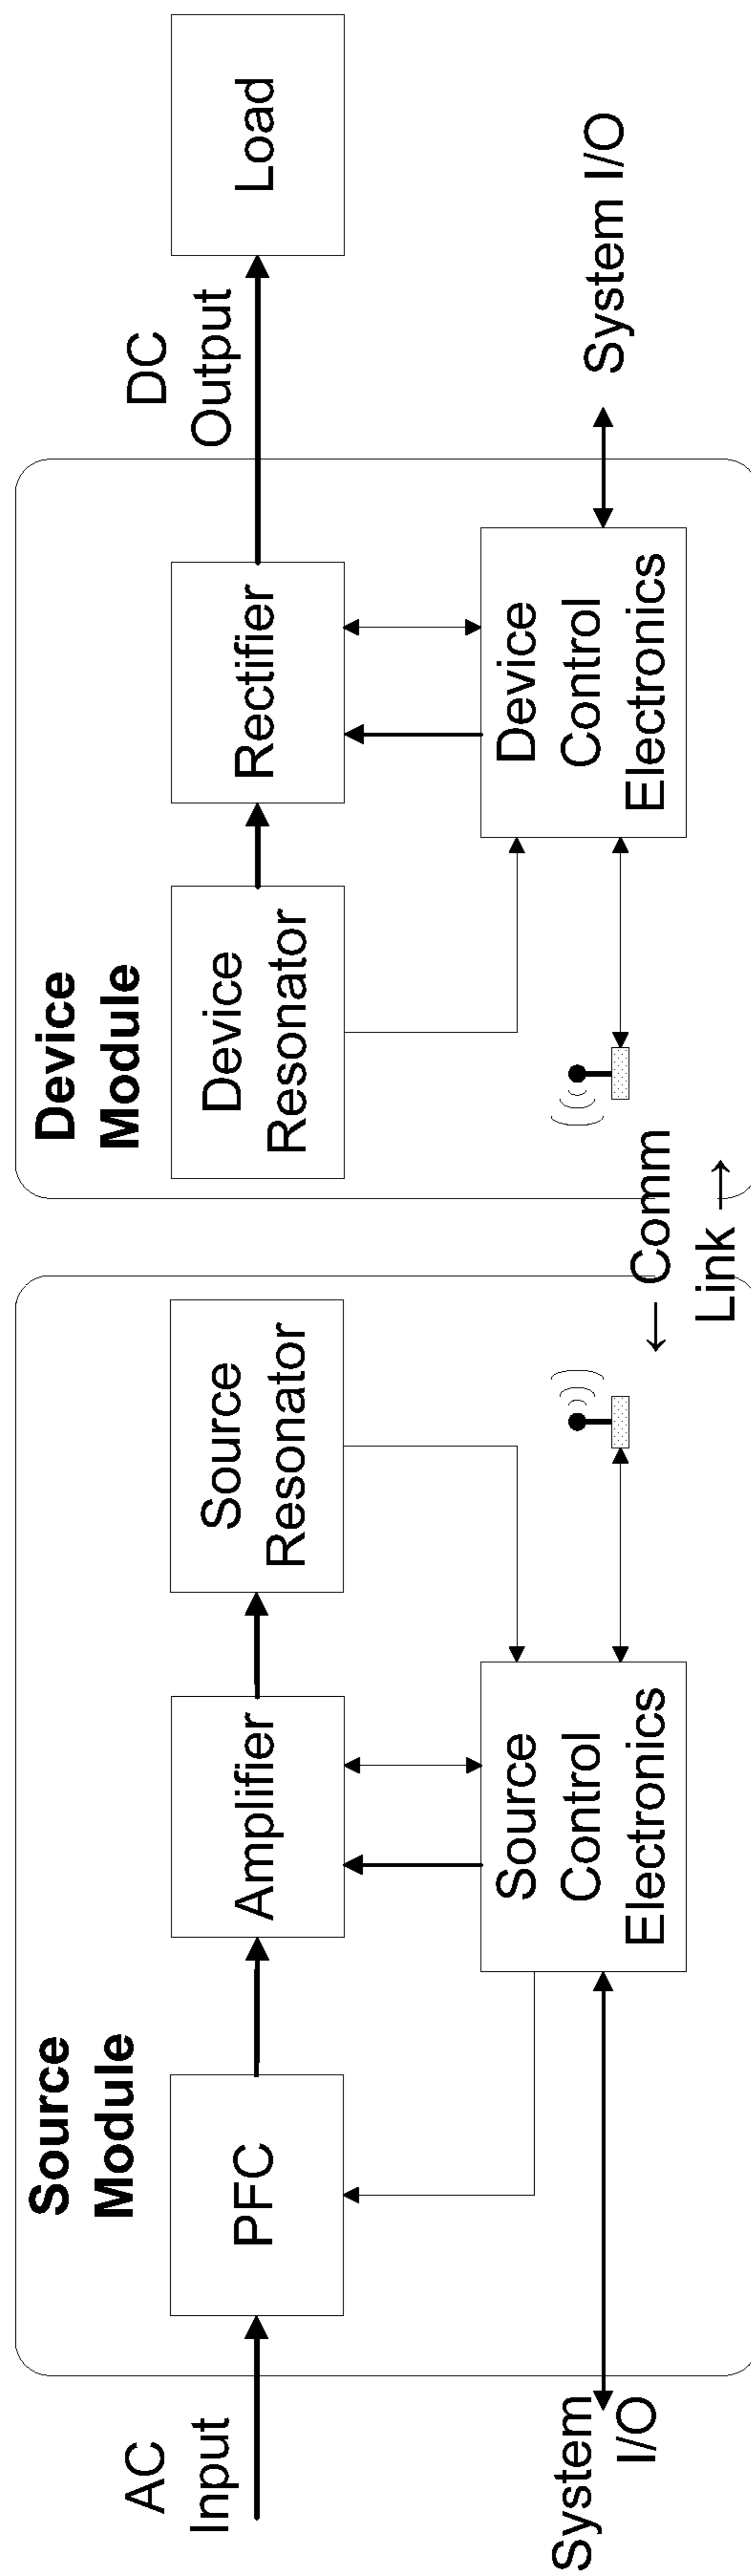 Source
Module
AC
Input
PFC
Amplifier
Source
Resonator
Source
Control
Electronics
System
I/O
← Comm
Link →
Device
Module
Device
Resonator
Rectifier
DC
Output
Load
Device
Control
Electronics
System I/O